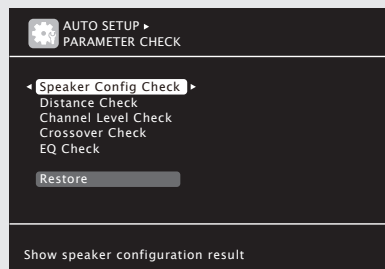 AUTO SETUP ▸
PARAMETER CHECK
◂ Speaker Config Check ▸
Distance Check
Channel Level Check
Crossover Check
EQ Check
Restore
Show speaker configuration result